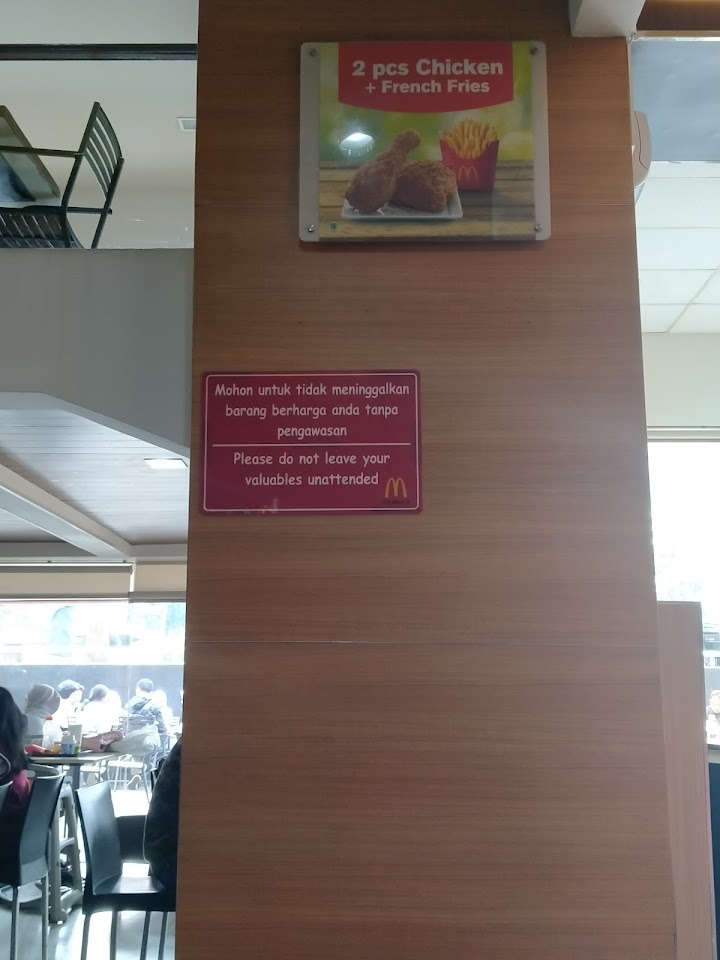 2 pcs Chicken
+ French Fries
Mohon untuk tidak meninggalkan
barang berharga anda tanpa
pengawasan
Please do not leave your
valuables unattended